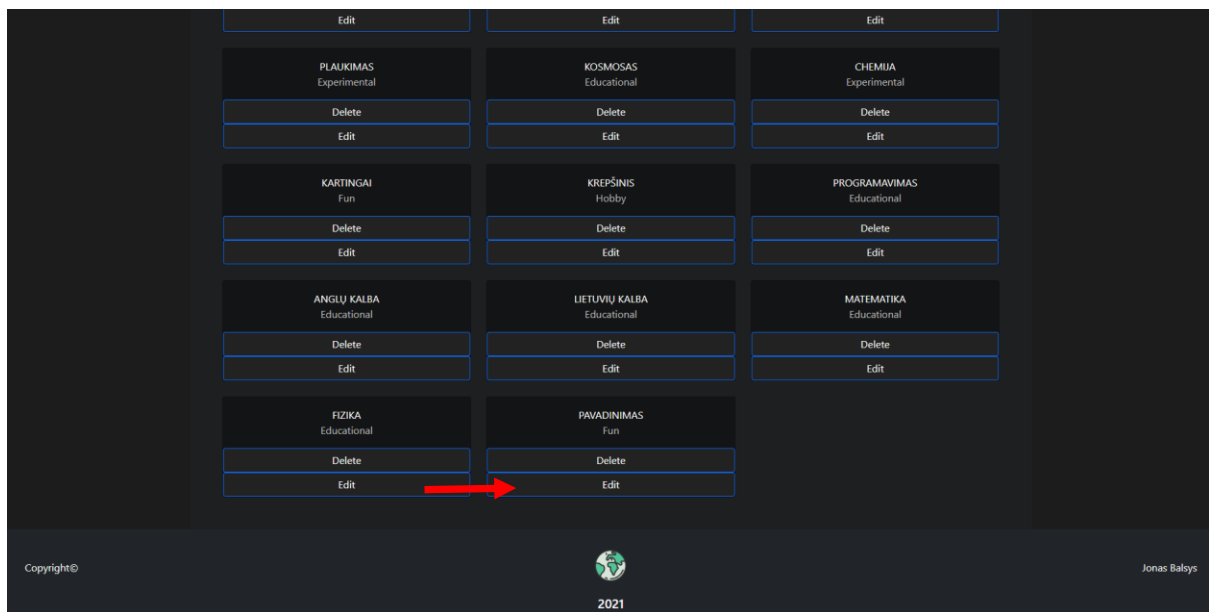 Edit Edit Edit
PLAUKIMAS KOSMOSAS CHEMIJA
Experimental Educational Experimental
Delete Delete Delete
Edit Edit Edit
KARTINGAI KREPŠINIS PROGRAMAVIMAS
Fun Hobby Educational
Delete Delete Delete
Edit Edit Edit
ANGLŲ KALBA LIETUVIŲ KALBA MATEMATIKA
Educational Educational Educational
Delete Delete Delete
Edit Edit Edit
FIZIKA PAVADINIMAS
Educational Fun
Delete Delete
Edit Edit
Copyright© Jonas Balsys
2021